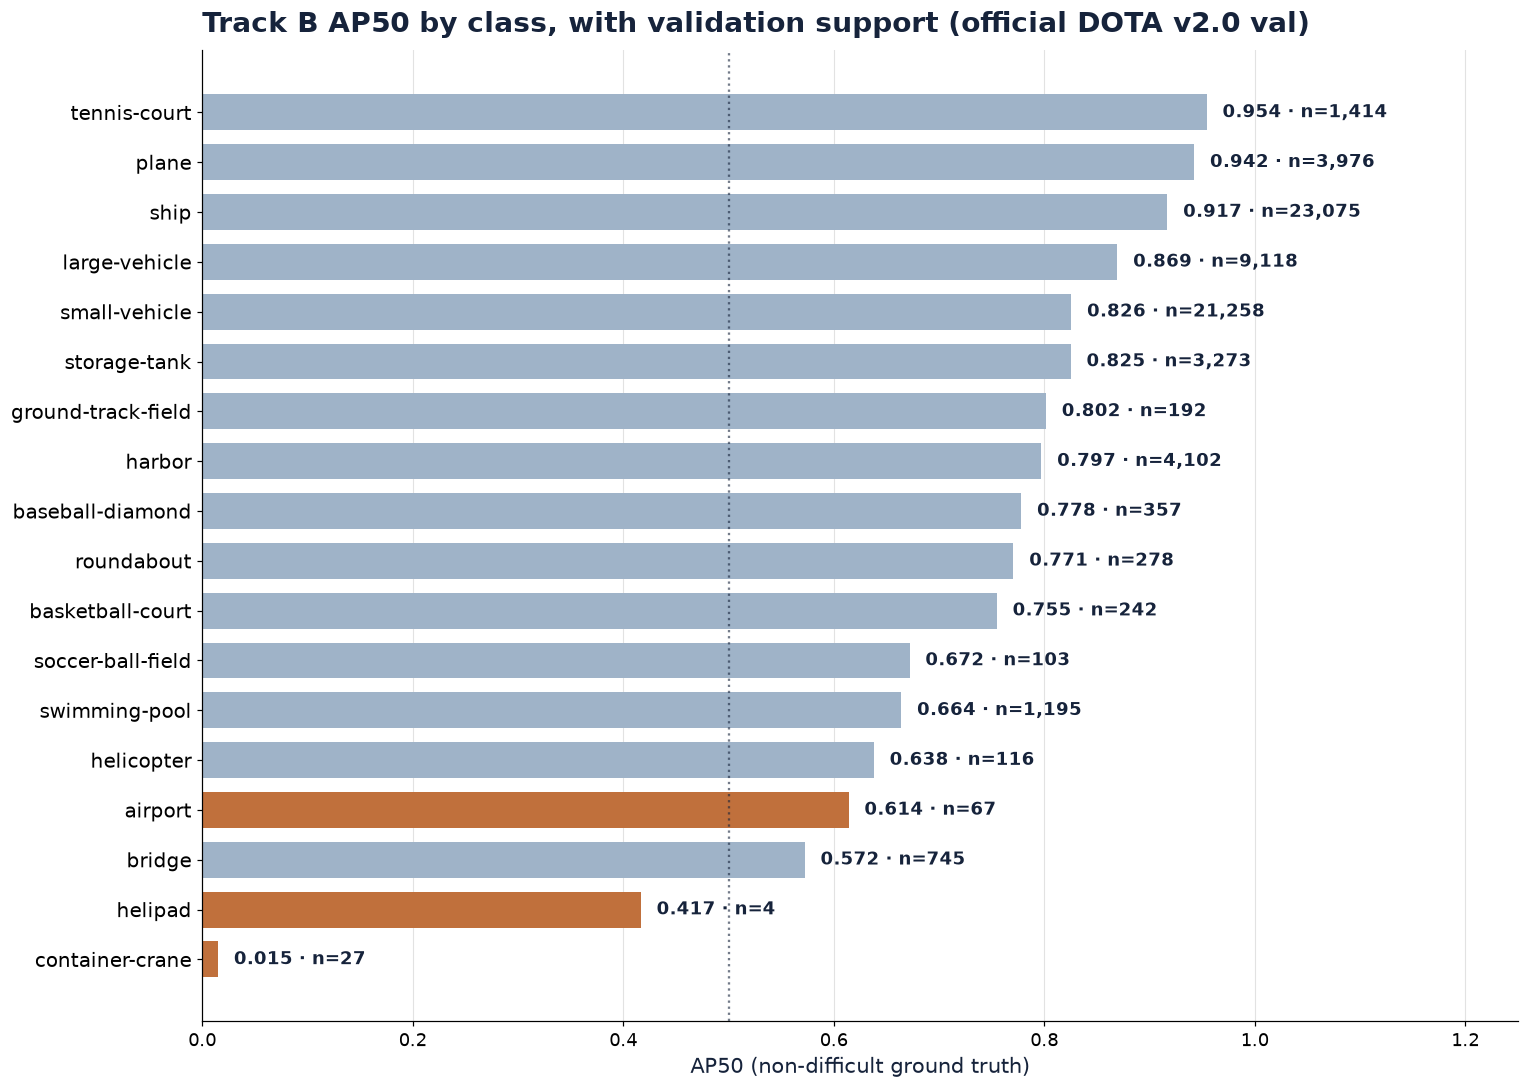 Track B AP50 by class, with validation support (official DOTA v2.0 val)
tennis-court 0.954 · n=1,414
plane 0.942 · n=3,976
ship 0.917 · n=23,075
large-vehicle 0.869 · n=9,118
small-vehicle 0.826 · n=21,258
storage-tank 0.825 · n=3,273
ground-track-field 0.802 · n=192
harbor 0.797 · n=4,102
baseball-diamond 0.778 · n=357
roundabout 0.771 · n=278
basketball-court 0.755 · n=242
soccer-ball-field 0.672 · n=103
swimming-pool 0.664 · n=1,195
helicopter 0.638 · n=116
airport 0.614 · n=67
bridge 0.572 · n=745
helipad 0.417 · n=4
container-crane 0.015 · n=27
0.0 0.2 0.4 0.6 0.8 1.0 1.2
AP50 (non-difficult ground truth)